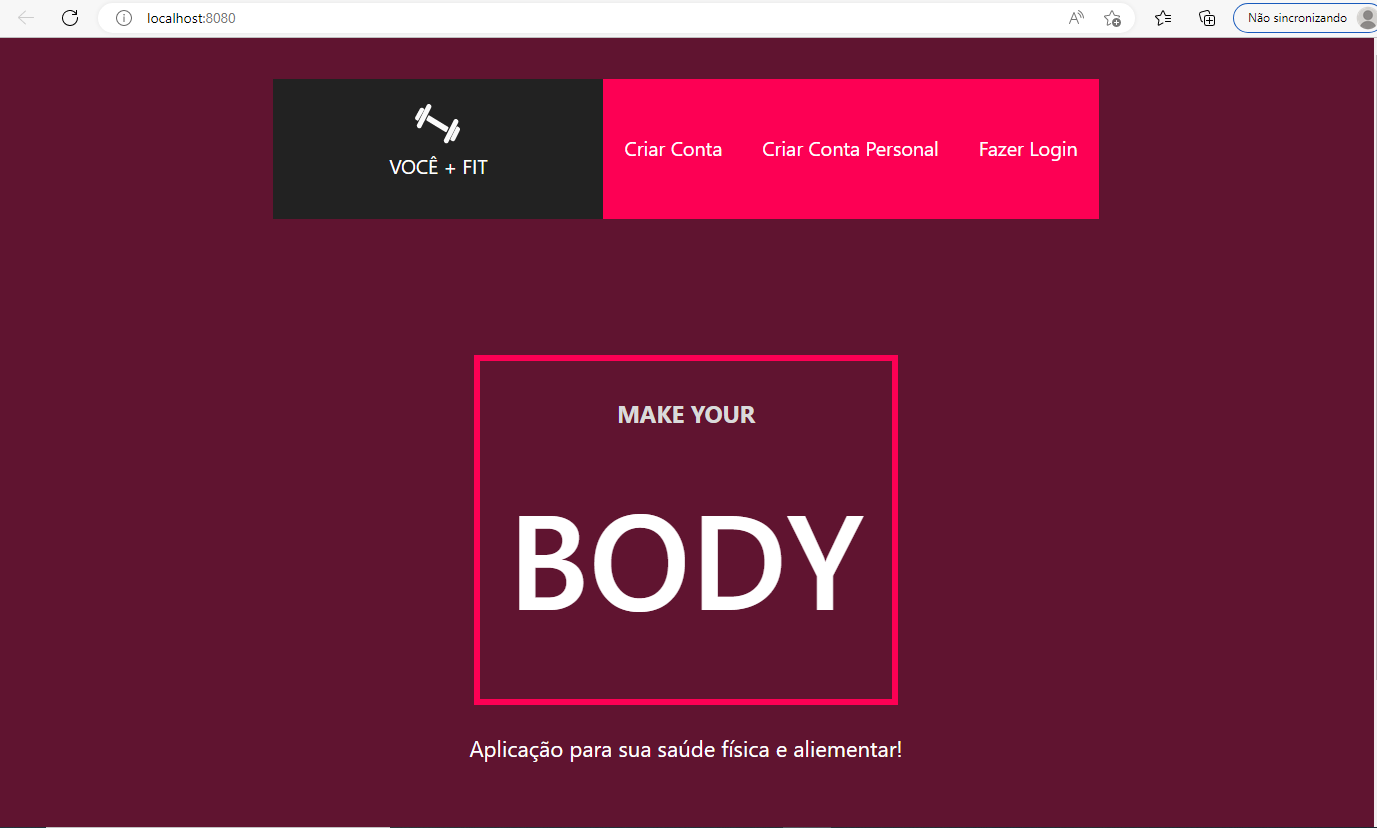 localhost:8080
Não sincronizando
VOCÊ + FIT
Criar Conta
Criar Conta Personal
Fazer Login
MAKE YOUR
BODY
Aplicação para sua saúde física e aliementar!